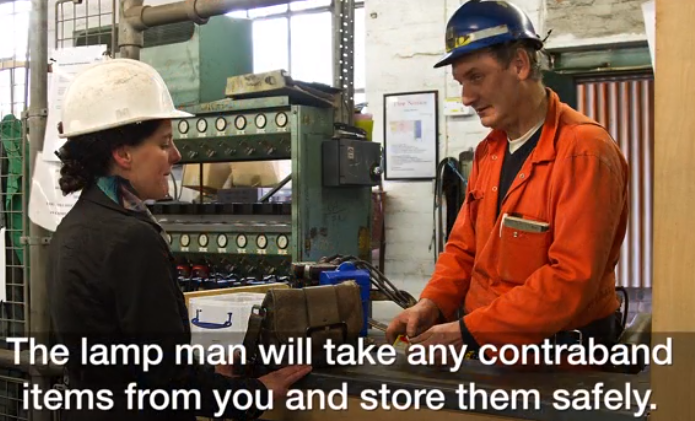 The lamp man will take any contraband
items from you and store them safely.